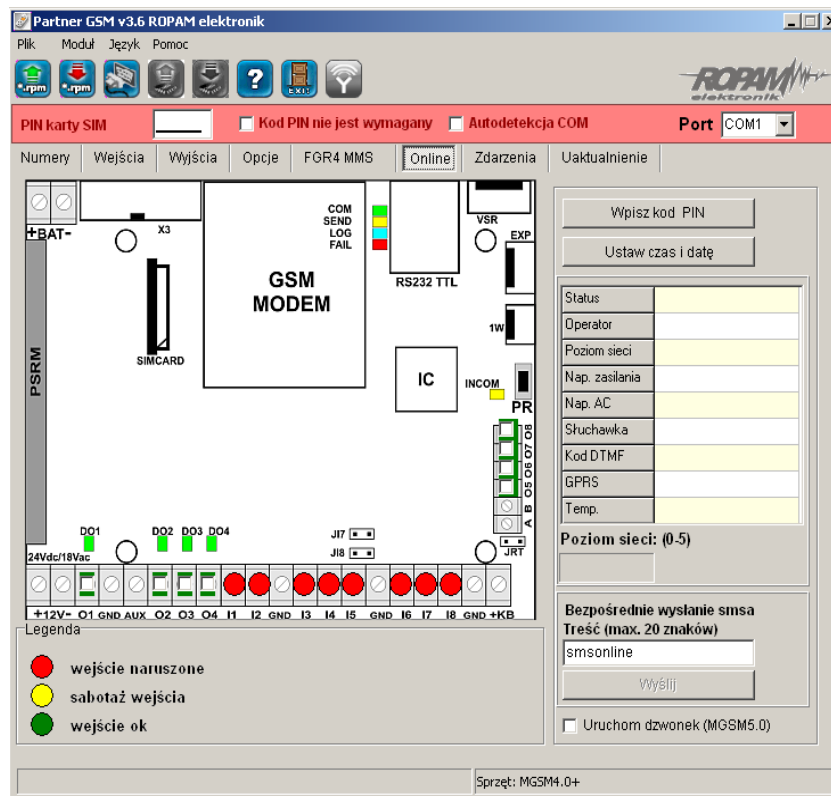 Partner GSM v3.6 ROPAM elektronik
Plik Moduł Język Pomoc
.rpm .rpm ? EXIT
ROPAM
elektronik
PIN karty SIM Kod PIN nie jest wymagany Autodetekcja COM Port COM1
Numery Wejścia Wyjścia Opcje FGR4 MMS Online Zdarzenia Uaktualnienie
+BAT-
X3
COM
SEND
LOG
FAIL
VSR
EXP
RS232 TTL
GSM
MODEM
SIMCARD
1W
PSRM
IC
INCOM
PR
O5 O6 O7 O8
A B
DO1 DO2 DO3 DO4
JI7
JI8
JRT
24Vdc/18Vac
+12V- O1 GND AUX O2 O3 O4 I1 I2 GND I3 I4 I5 GND I6 I7 I8 GND +KB
Legenda
wejście naruszone
sabotaż wejścia
wejście ok
Wpisz kod PIN
Ustaw czas i datę
Status
Operator
Poziom sieci
Nap. zasilania
Nap. AC
Słuchawka
Kod DTMF
GPRS
Temp.
Poziom sieci: (0-5)
Bezpośrednie wysłanie smsa
Treść (max. 20 znaków)
smsonline
Wyślij
Uruchom dzwonek (MGSM5.0)
Sprzęt: MGSM4.0+